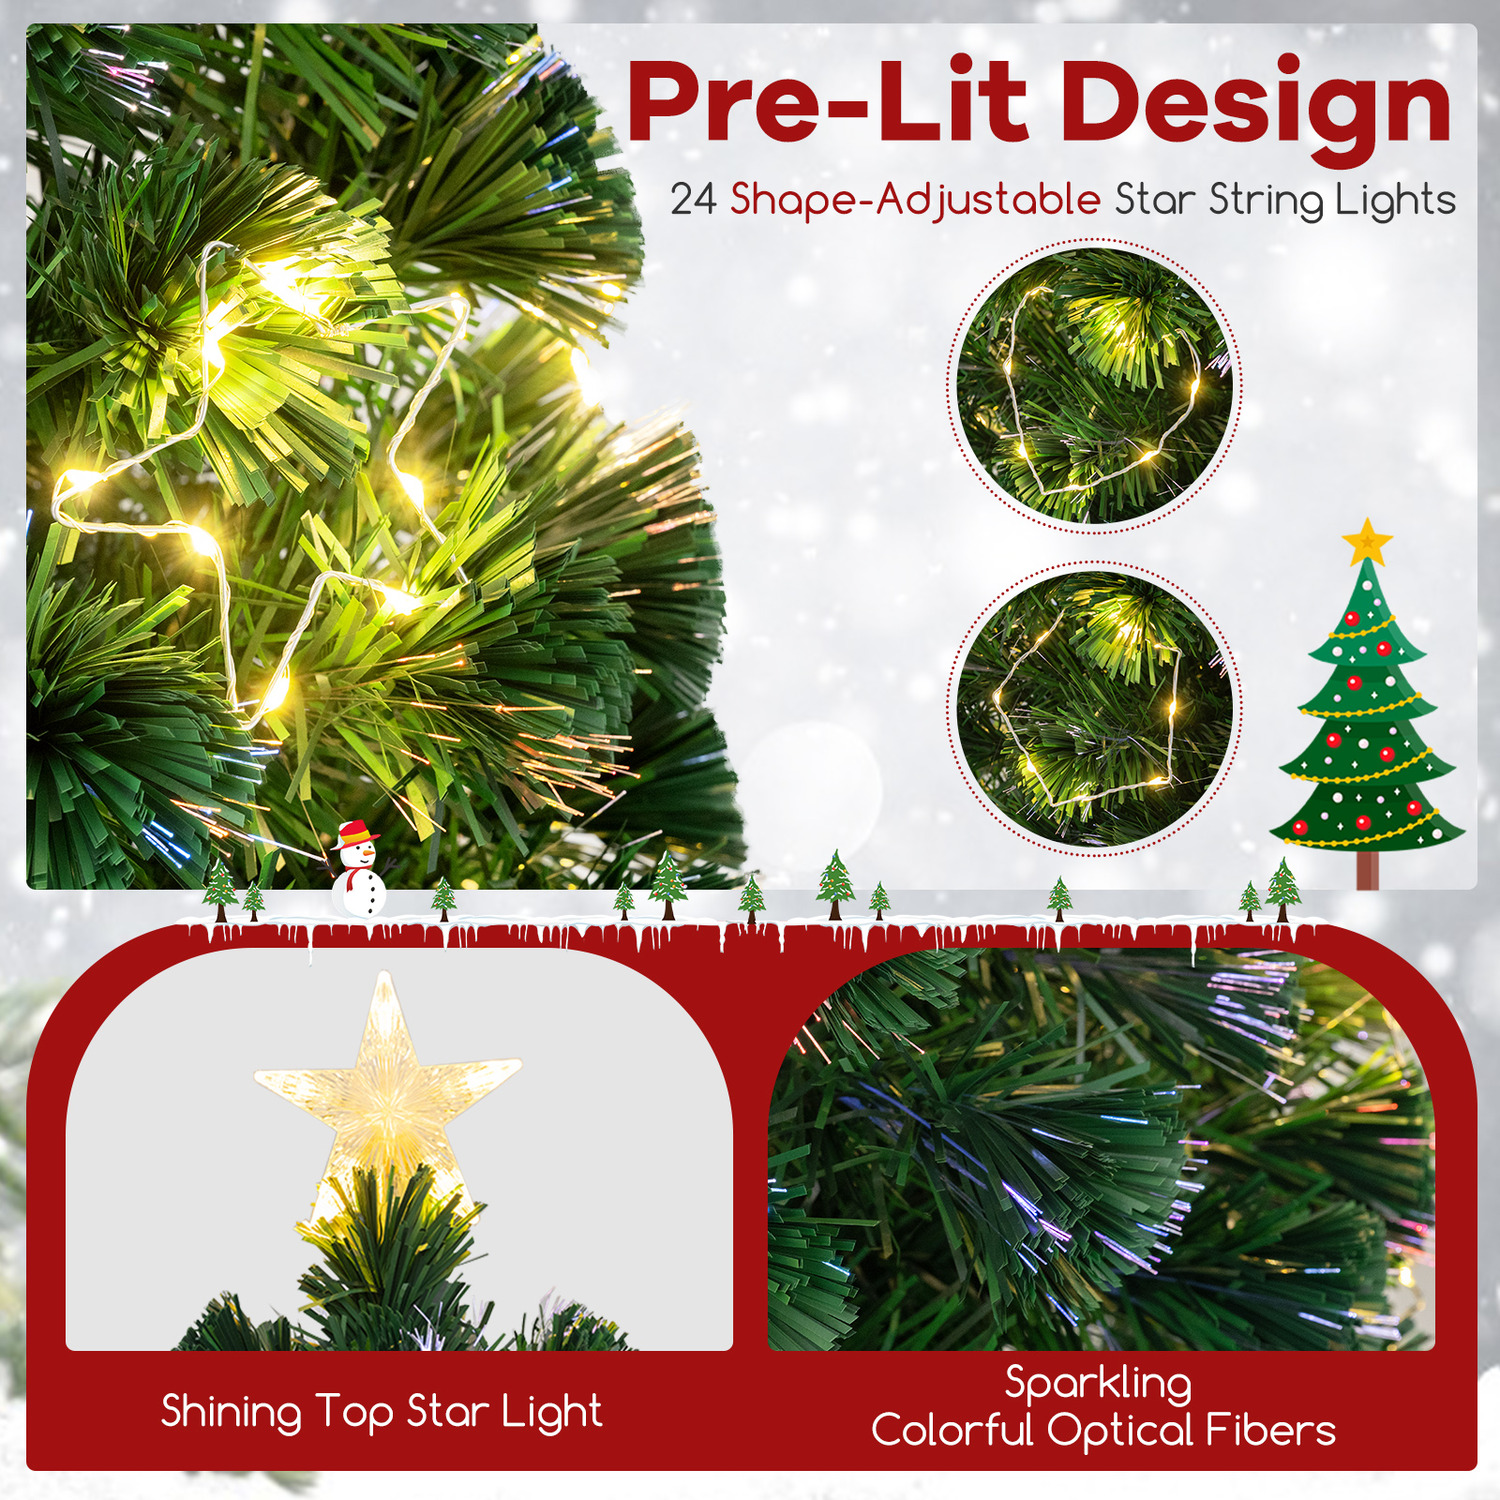 Pre-Lit Design
24 Shape-Adjustable Star String Lights
Shining Top Star Light
Sparkling
Colorful Optical Fibers